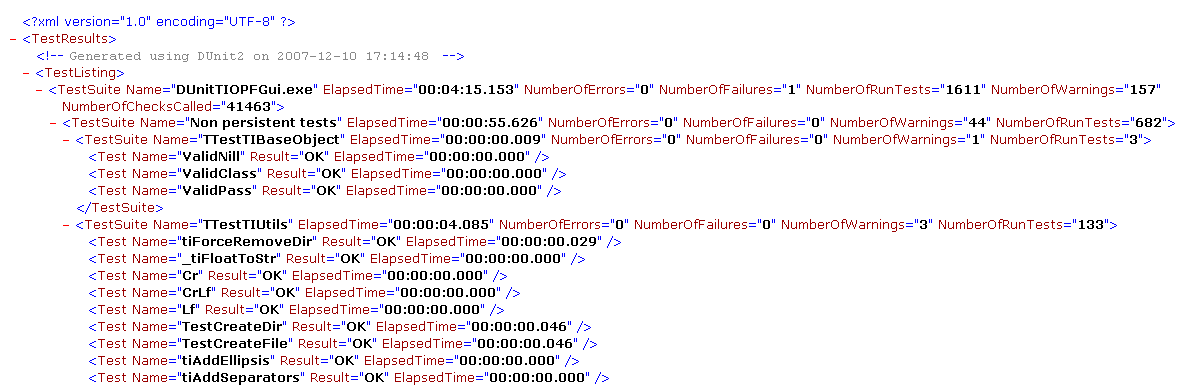 <?xml version="1.0" encoding="UTF-8" ?>
- <TestResults>
<!-- Generated using DUnit2 on 2007-12-10 17:14:48 -->
- <TestListing>
- <TestSuite Name="DUnitTIOPFGui.exe" ElapsedTime="00:04:15.153" NumberOfErrors="0" NumberOfFailures="1" NumberOfRunTests="1611" NumberOfWarnings="157"
NumberOfChecksCalled="41463">
- <TestSuite Name="Non persistent tests" ElapsedTime="00:00:55.626" NumberOfErrors="0" NumberOfFailures="0" NumberOfWarnings="44" NumberOfRunTests="682">
- <TestSuite Name="TTestTIBaseObject" ElapsedTime="00:00:00.009" NumberOfErrors="0" NumberOfFailures="0" NumberOfWarnings="1" NumberOfRunTests="3">
<Test Name="ValidNill" Result="OK" ElapsedTime="00:00:00.000" />
<Test Name="ValidClass" Result="OK" ElapsedTime="00:00:00.000" />
<Test Name="ValidPass" Result="OK" ElapsedTime="00:00:00.000" />
</TestSuite>
- <TestSuite Name="TTestTIUtils" ElapsedTime="00:00:04.085" NumberOfErrors="0" NumberOfFailures="0" NumberOfWarnings="3" NumberOfRunTests="133">
<Test Name="tiForceRemoveDir" Result="OK" ElapsedTime="00:00:00.029" />
<Test Name="_tiFloatToStr" Result="OK" ElapsedTime="00:00:00.000" />
<Test Name="Cr" Result="OK" ElapsedTime="00:00:00.000" />
<Test Name="CrLf" Result="OK" ElapsedTime="00:00:00.000" />
<Test Name="Lf" Result="OK" ElapsedTime="00:00:00.000" />
<Test Name="TestCreateDir" Result="OK" ElapsedTime="00:00:00.046" />
<Test Name="TestCreateFile" Result="OK" ElapsedTime="00:00:00.046" />
<Test Name="tiAddEllipsis" Result="OK" ElapsedTime="00:00:00.000" />
<Test Name="tiAddSeparators" Result="OK" ElapsedTime="00:00:00.000" />